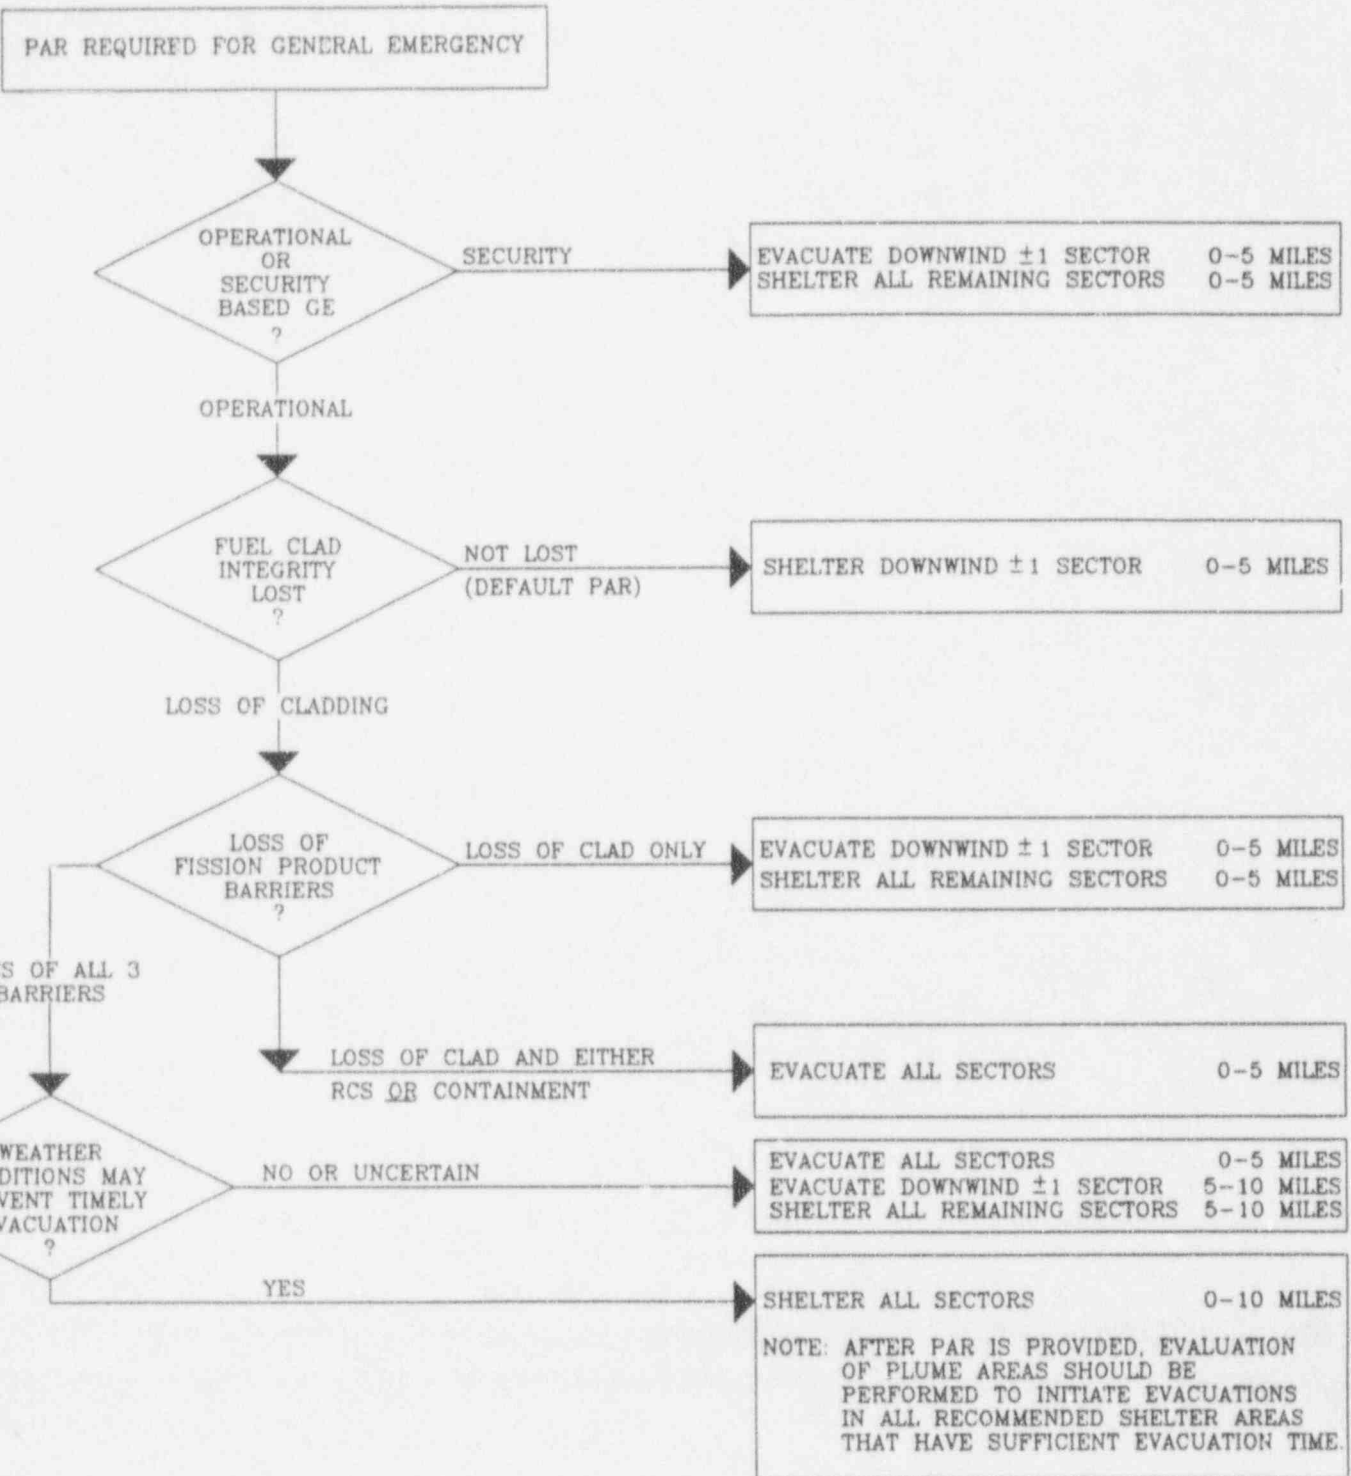 PAR REQUIRED FOR GENERAL EMERGENCY
OPERATIONAL
OR
SECURITY
BASED GE
?
SECURITY
EVACUATE DOWNWIND ±1 SECTOR 0-5 MILES
SHELTER ALL REMAINING SECTORS 0-5 MILES
OPERATIONAL
FUEL CLAD
INTEGRITY
LOST
?
NOT LOST
(DEFAULT PAR)
SHELTER DOWNWIND ±1 SECTOR 0-5 MILES
LOSS OF CLADDING
LOSS OF
FISSION PRODUCT
BARRIERS
?
LOSS OF CLAD ONLY
EVACUATE DOWNWIND ± 1 SECTOR 0-5 MILES
SHELTER ALL REMAINING SECTORS 0-5 MILES
S OF ALL 3
BARRIERS
LOSS OF CLAD AND EITHER
RCS OR CONTAINMENT
EVACUATE ALL SECTORS 0-5 MILES
WEATHER
DITIONS MAY
VENT TIMELY
VACUATION
?
NO OR UNCERTAIN
EVACUATE ALL SECTORS 0-5 MILES
EVACUATE DOWNWIND ±1 SECTOR 5-10 MILES
SHELTER ALL REMAINING SECTORS 5-10 MILES
YES
SHELTER ALL SECTORS 0-10 MILES
NOTE: AFTER PAR IS PROVIDED, EVALUATION
OF PLUME AREAS SHOULD BE
PERFORMED TO INITIATE EVACUATIONS
IN ALL RECOMMENDED SHELTER AREAS
THAT HAVE SUFFICIENT EVACUATION TIME.